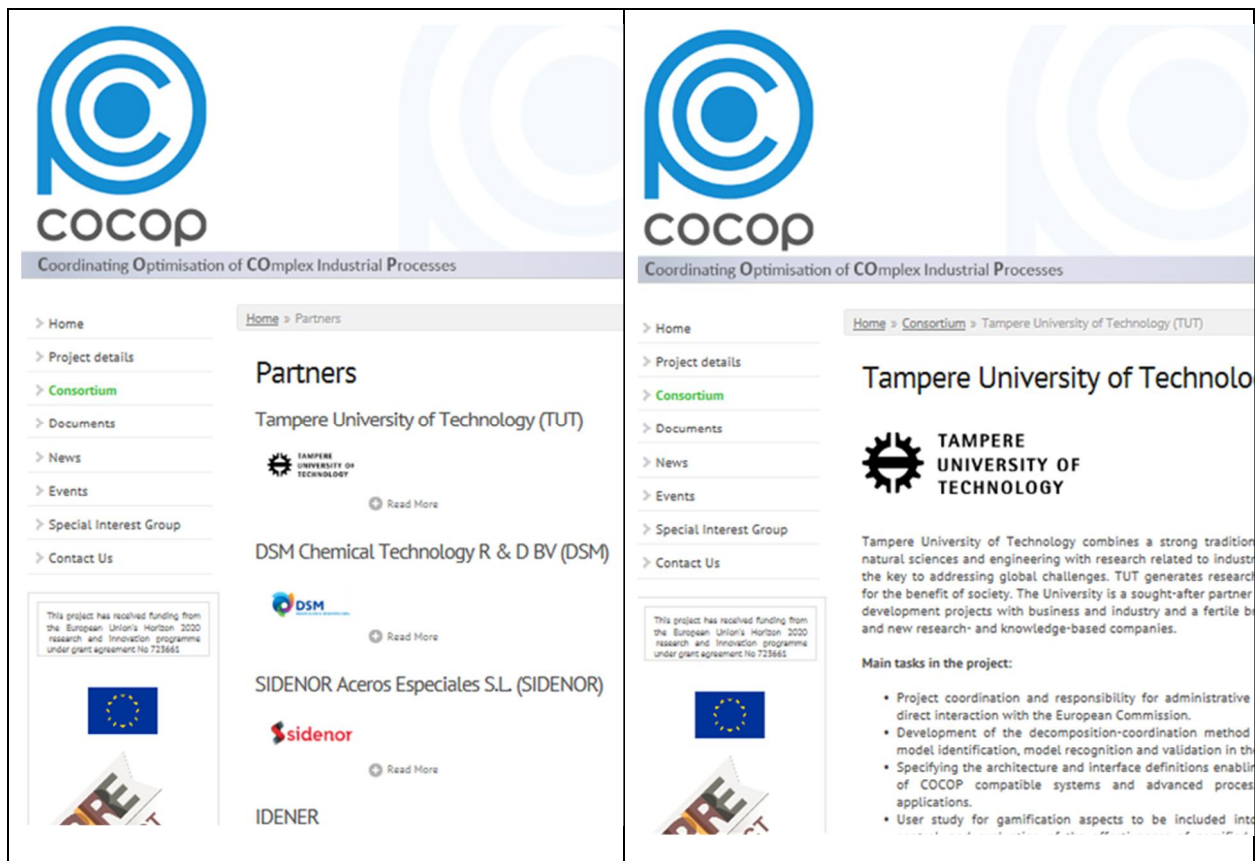 cocop
Coordinating Optimisation of COmplex Industrial Processes
Home
Project details
Consortium
Documents
News
Events
Special Interest Group
Contact Us
This project has received funding from
the European Union's Horizon 2020
research and innovation programme
under grant agreement No 723661
Home » Partners
Partners
Tampere University of Technology (TUT)
TAMPERE
UNIVERSITY OF
TECHNOLOGY
Read More
DSM Chemical Technology R & D BV (DSM)
DSM
Read More
SIDENOR Aceros Especiales S.L. (SIDENOR)
sidenor
Read More
IDENER
cocop
Coordinating Optimisation of COmplex Industrial Processes
Home
Project details
Consortium
Documents
News
Events
Special Interest Group
Contact Us
This project has received funding from
the European Union's Horizon 2020
research and innovation programme
under grant agreement No 723661
Home » Consortium » Tampere University of Technology (TUT)
Tampere University of Technolo
TAMPERE
UNIVERSITY OF
TECHNOLOGY
Tampere University of Technology combines a strong tradition
natural sciences and engineering with research related to industr
the key to addressing global challenges. TUT generates research
for the benefit of society. The University is a sought-after partner
development projects with business and industry and a fertile b
and new research- and knowledge-based companies.
Main tasks in the project:
• Project coordination and responsibility for administrative
direct interaction with the European Commission.
• Development of the decomposition-coordination method
model identification, model recognition and validation in th
• Specifying the architecture and interface definitions enablin
of COCOP compatible systems and advanced proces
applications.
• User study for gamification aspects to be included into